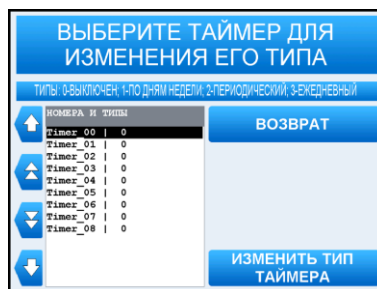 ВЫБЕРИТЕ ТАЙМЕР ДЛЯ
ИЗМЕНЕНИЯ ЕГО ТИПА
ТИПЫ: 0-ВЫКЛЮЧЕН; 1-ПО ДНЯМ НЕДЕЛИ; 2-ПЕРИОДИЧЕСКИЙ; 3-ЕЖЕДНЕВНЫЙ
НОМЕРА И ТИПЫ
Timer_00 | 0
Timer_01 | 0
Timer_02 | 0
Timer_03 | 0
Timer_04 | 0
Timer_05 | 0
Timer_06 | 0
Timer_07 | 0
Timer_08 | 0
ВОЗВРАТ
ИЗМЕНИТЬ ТИП
ТАЙМЕРА